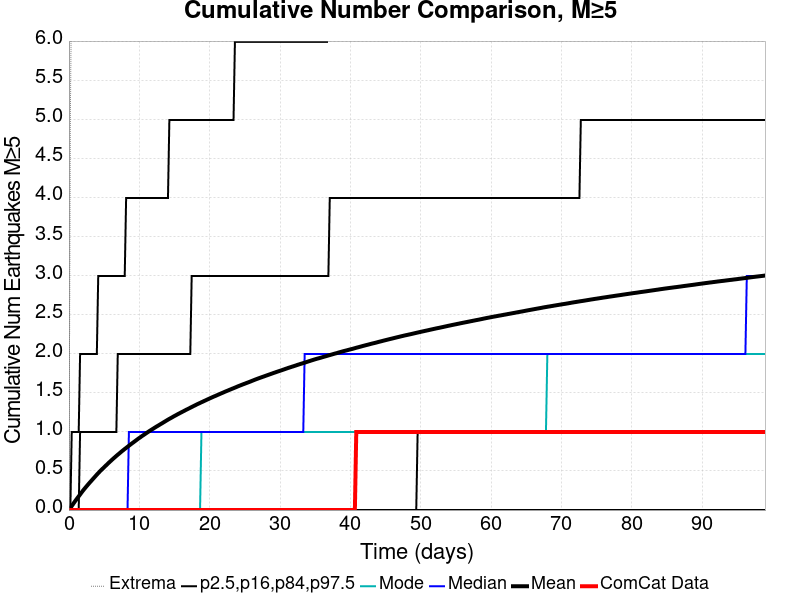 Cumulative Number Comparison, M≥5
Cumulative Num Earthquakes M≥5
6.0
5.5
5.0
4.5
4.0
3.5
3.0
2.5
2.0
1.5
1.0
0.5
0.0
0 10 20 30 40 50 60 70 80 90
Time (days)
Extrema p2.5,p16,p84,p97.5 Mode Median Mean ComCat Data